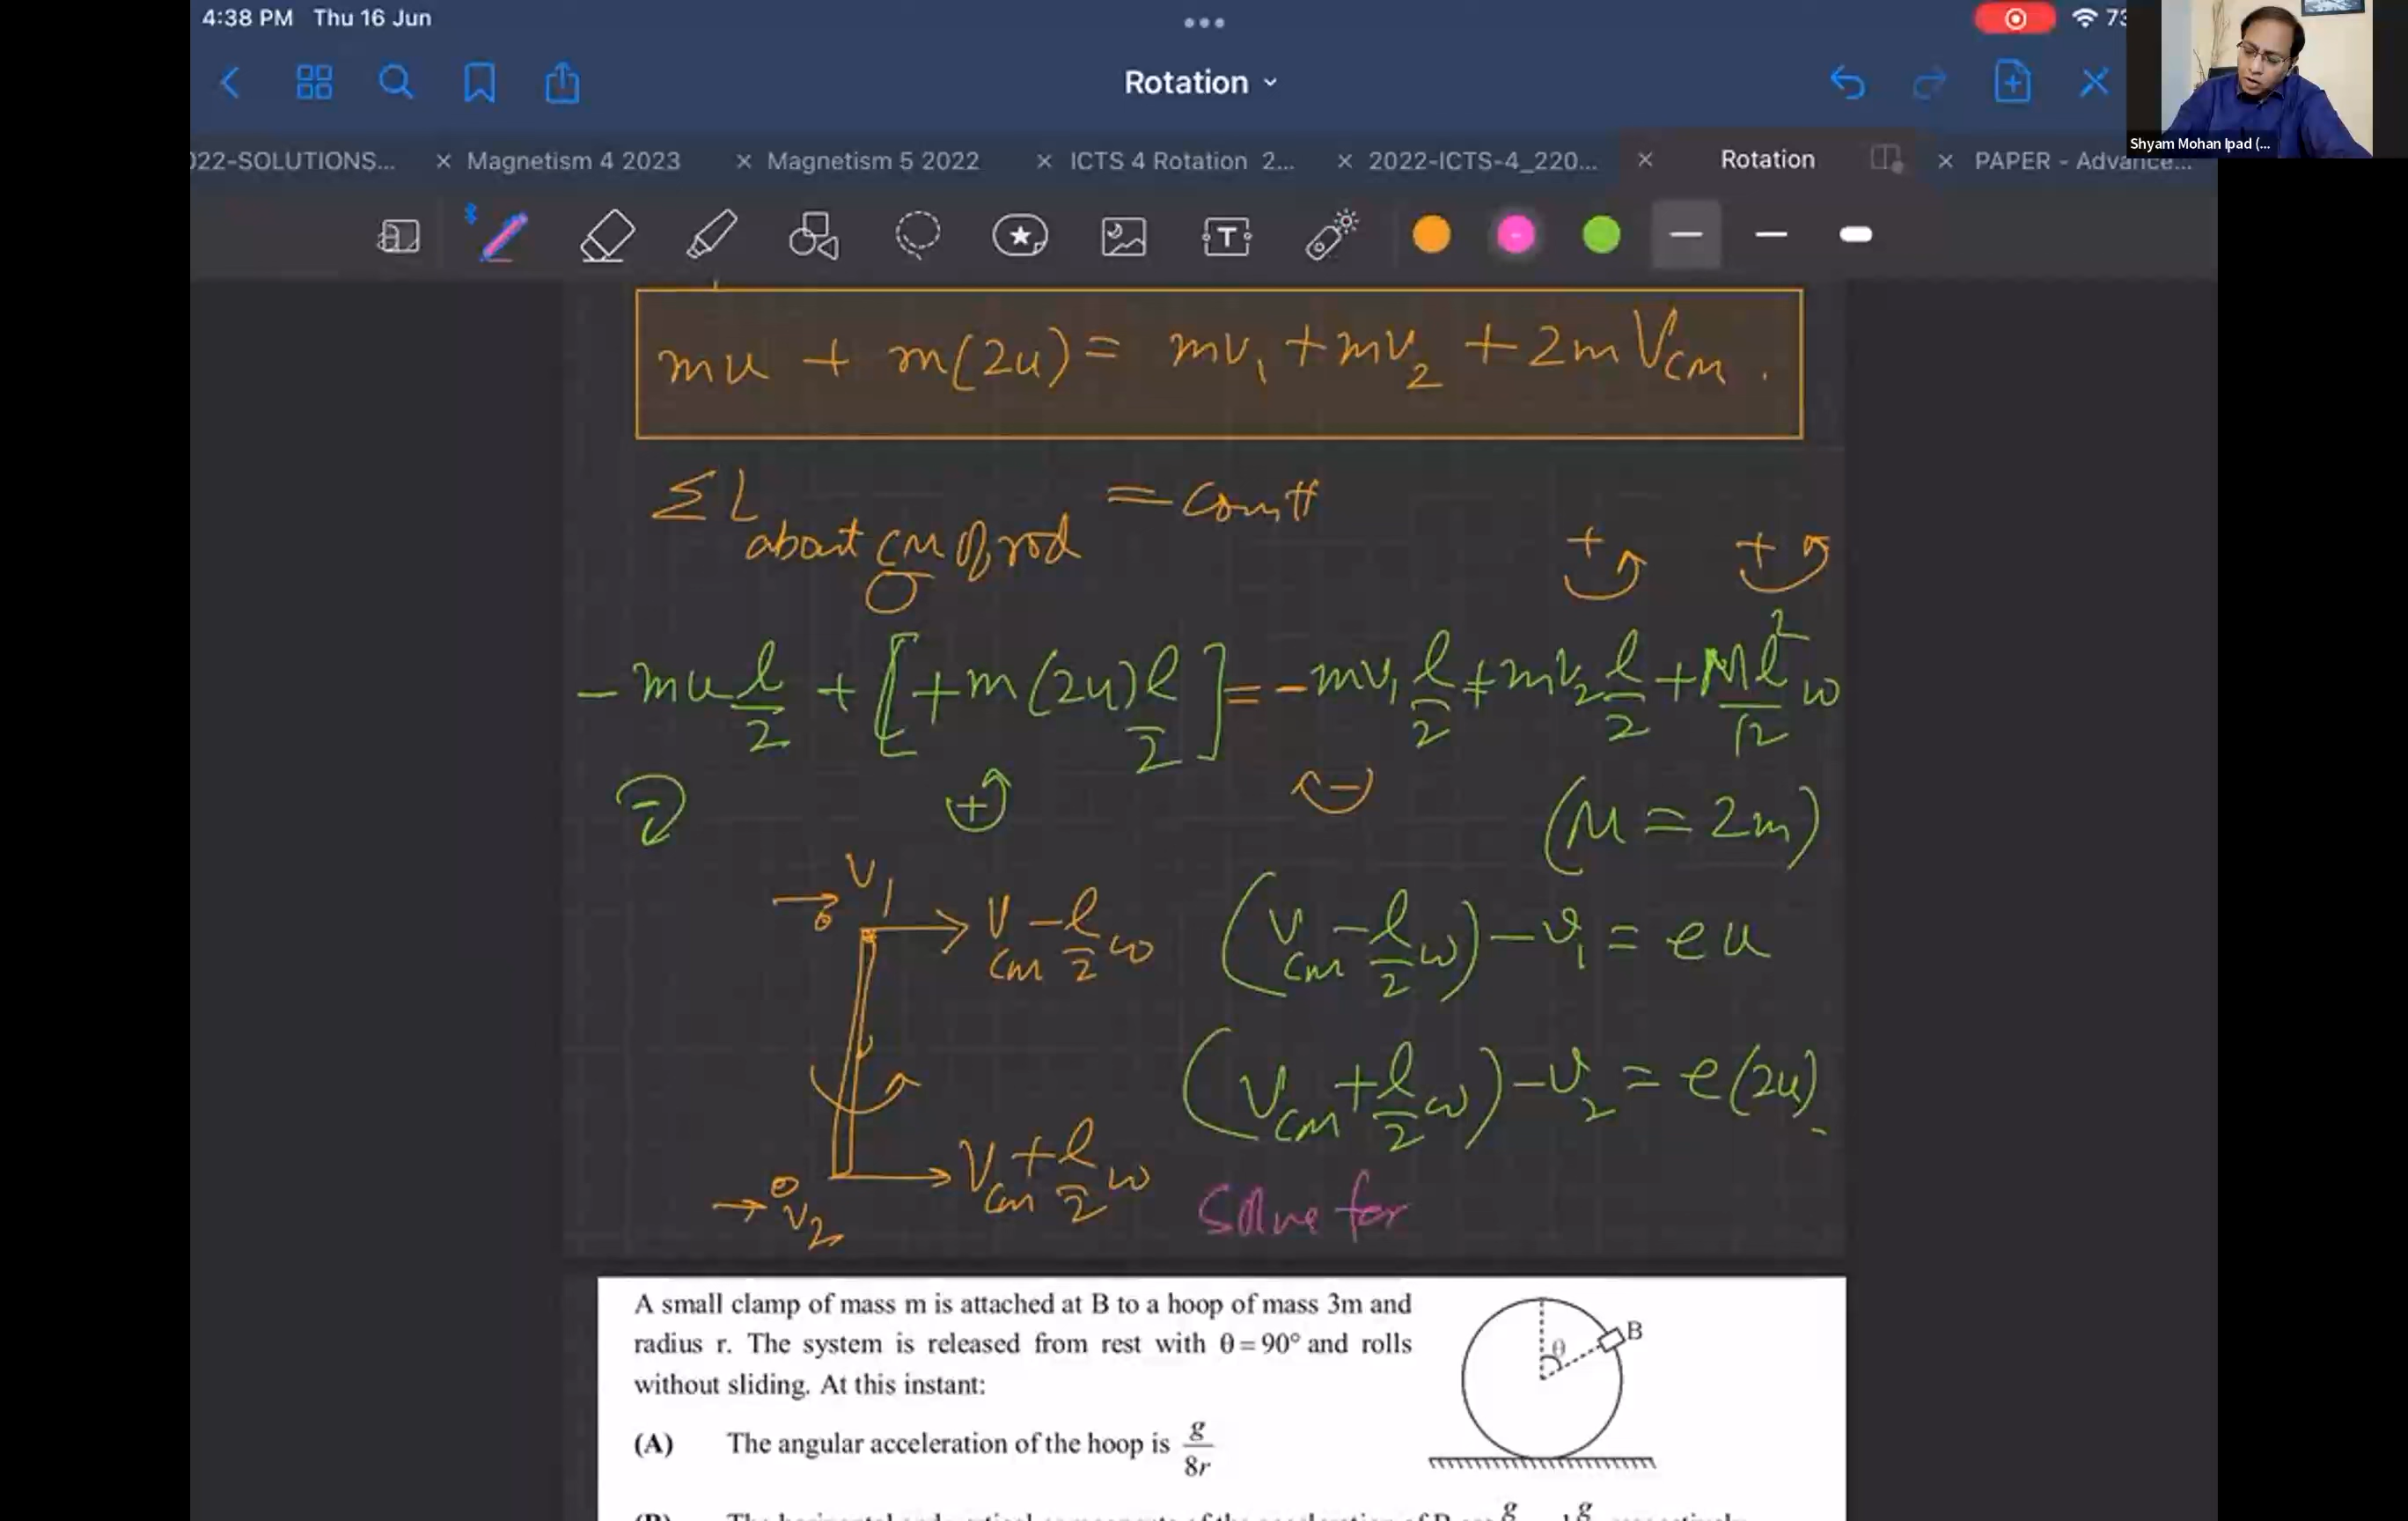 4:38 PM Thu 16 Jun
73
Rotation
Shyam Mohan Ipad (...
022-SOLUTIONS... × Magnetism 4 2023 × Magnetism 5 2022 × ICTS 4 Rotation 2... × 2022-ICTS-4_220... × Rotation × PAPER - Advance...
mu + m(2u) = mv₁ + mv₂ + 2m V_CM .
ΣL about CM of rod = constt
+ +
- mu l/2 + [+m(2u) l/2] = - mv₁ l/2 + mv₂ l/2 + Ml²/12 ω
- + -
(M = 2m)
V₁
V_cm - l/2 ω
(V_cm - l/2 ω) - v₁ = eu
(V_cm + l/2 ω) - v₂ = e(2u)
V_cm + l/2 ω
v₂
Solve for
A small clamp of mass m is attached at B to a hoop of mass 3m and
radius r. The system is released from rest with θ = 90° and rolls
without sliding. At this instant:
B
θ
(A) The angular acceleration of the hoop is g/8r